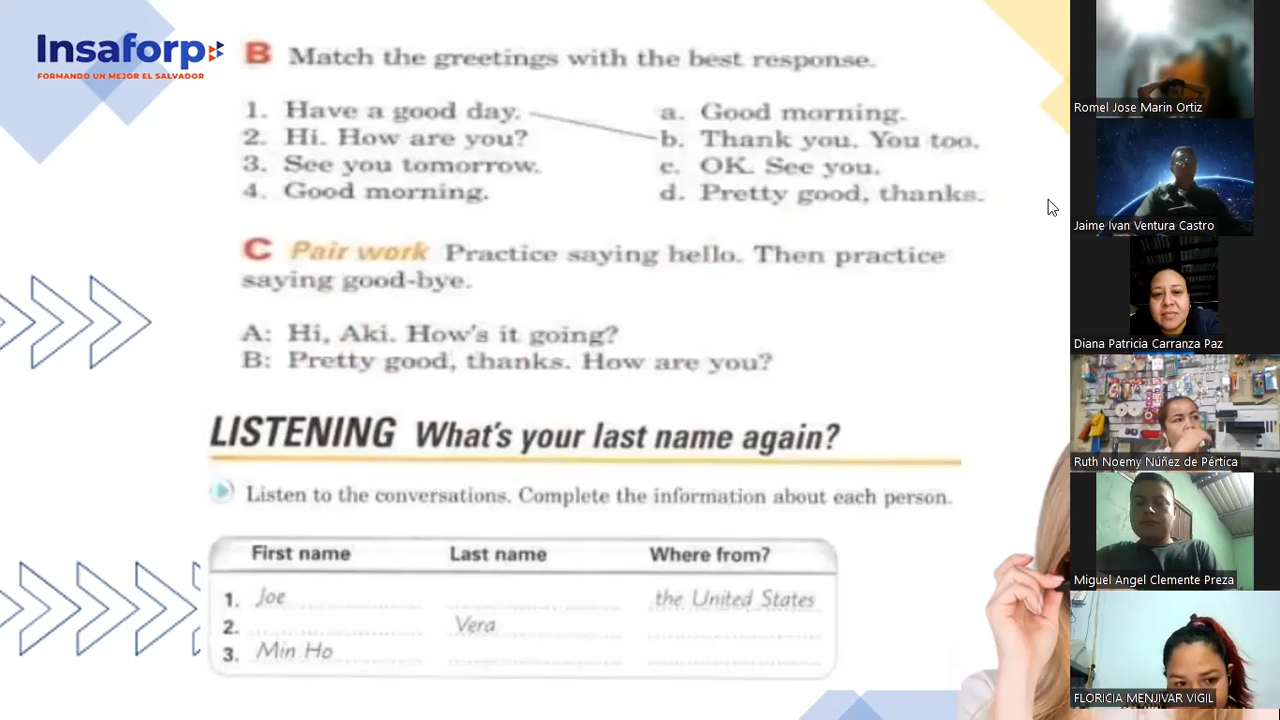 Insaforp
FORMANDO UN MEJOR EL SALVADOR
B Match the greetings with the best response.
1. Have a good day.
2. Hi. How are you?
3. See you tomorrow.
4. Good morning.
a. Good morning.
b. Thank you. You too.
c. OK. See you.
d. Pretty good, thanks.
C Pair work Practice saying hello. Then practice
saying good-bye.
A: Hi, Aki. How's it going?
B: Pretty good, thanks. How are you?
LISTENING What's your last name again?
Listen to the conversations. Complete the information about each person.
First name Last name Where from?
1. Joe the United States
2. Vera
3. Min Ho
Romel Jose Marin Ortíz
Jaime Ivan Ventura Castro
Diana Patricia Carranza Paz
Ruth Noemy Núñez de Pértica
Miguel Angel Clemente Preza
FLORICIA MENJIVAR VIGIL